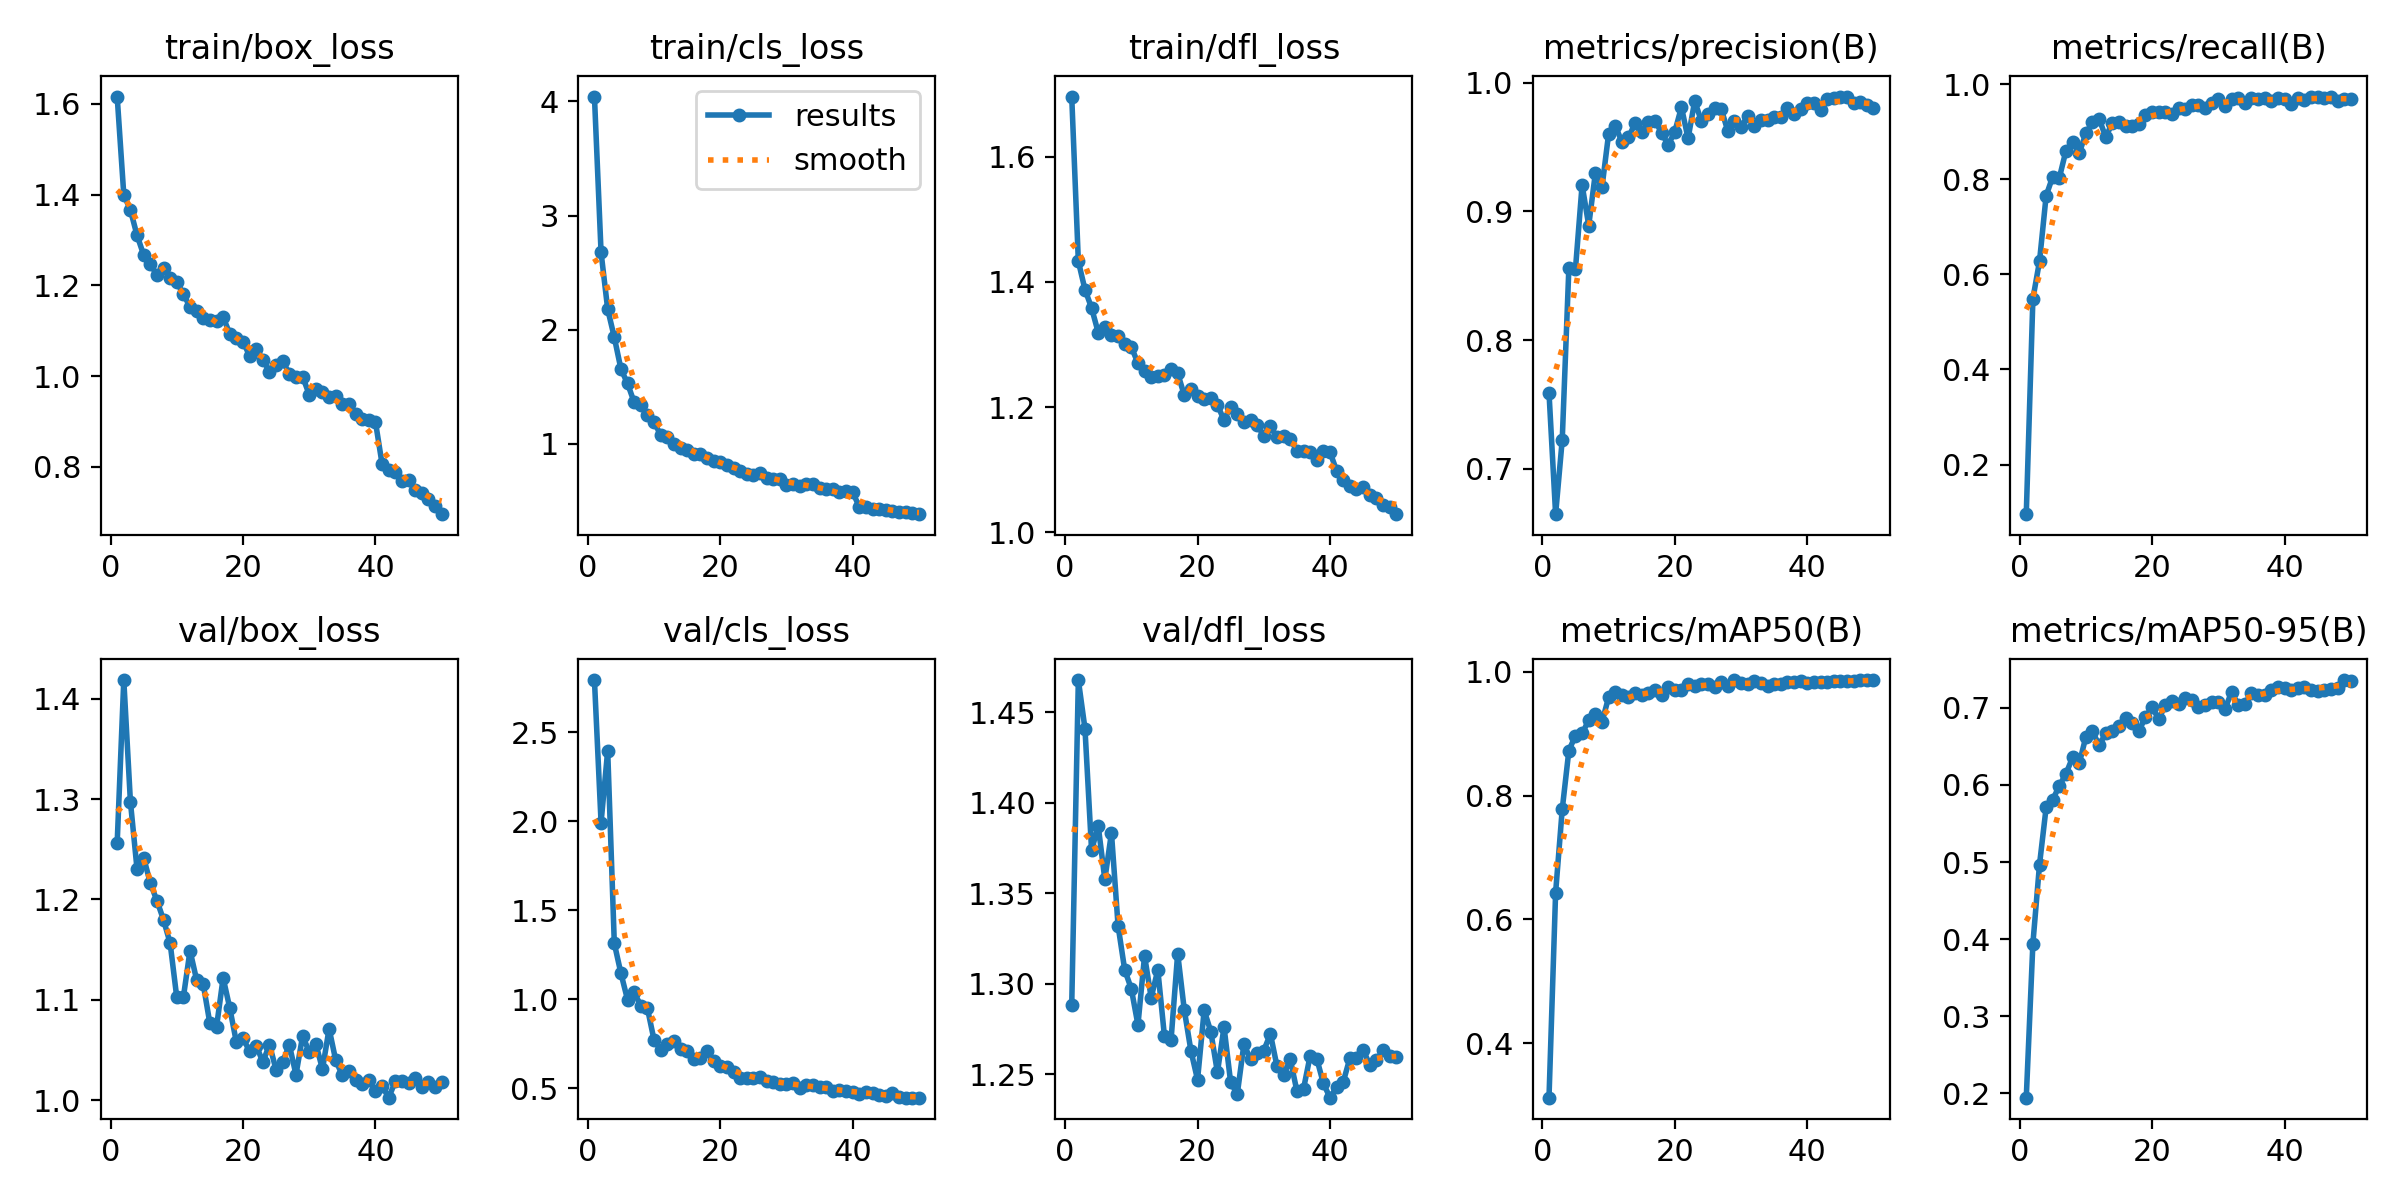 train/box_loss
1.6
1.4
1.2
1.0
0.8
0 20 40
train/cls_loss
results
smooth
4
3
2
1
0 20 40
train/dfl_loss
1.6
1.4
1.2
1.0
0 20 40
metrics/precision(B)
1.0
0.9
0.8
0.7
0 20 40
metrics/recall(B)
1.0
0.8
0.6
0.4
0.2
0 20 40
val/box_loss
1.4
1.3
1.2
1.1
1.0
0 20 40
val/cls_loss
2.5
2.0
1.5
1.0
0.5
0 20 40
val/dfl_loss
1.45
1.40
1.35
1.30
1.25
0 20 40
metrics/mAP50(B)
1.0
0.8
0.6
0.4
0 20 40
metrics/mAP50-95(B)
0.7
0.6
0.5
0.4
0.3
0.2
0 20 40